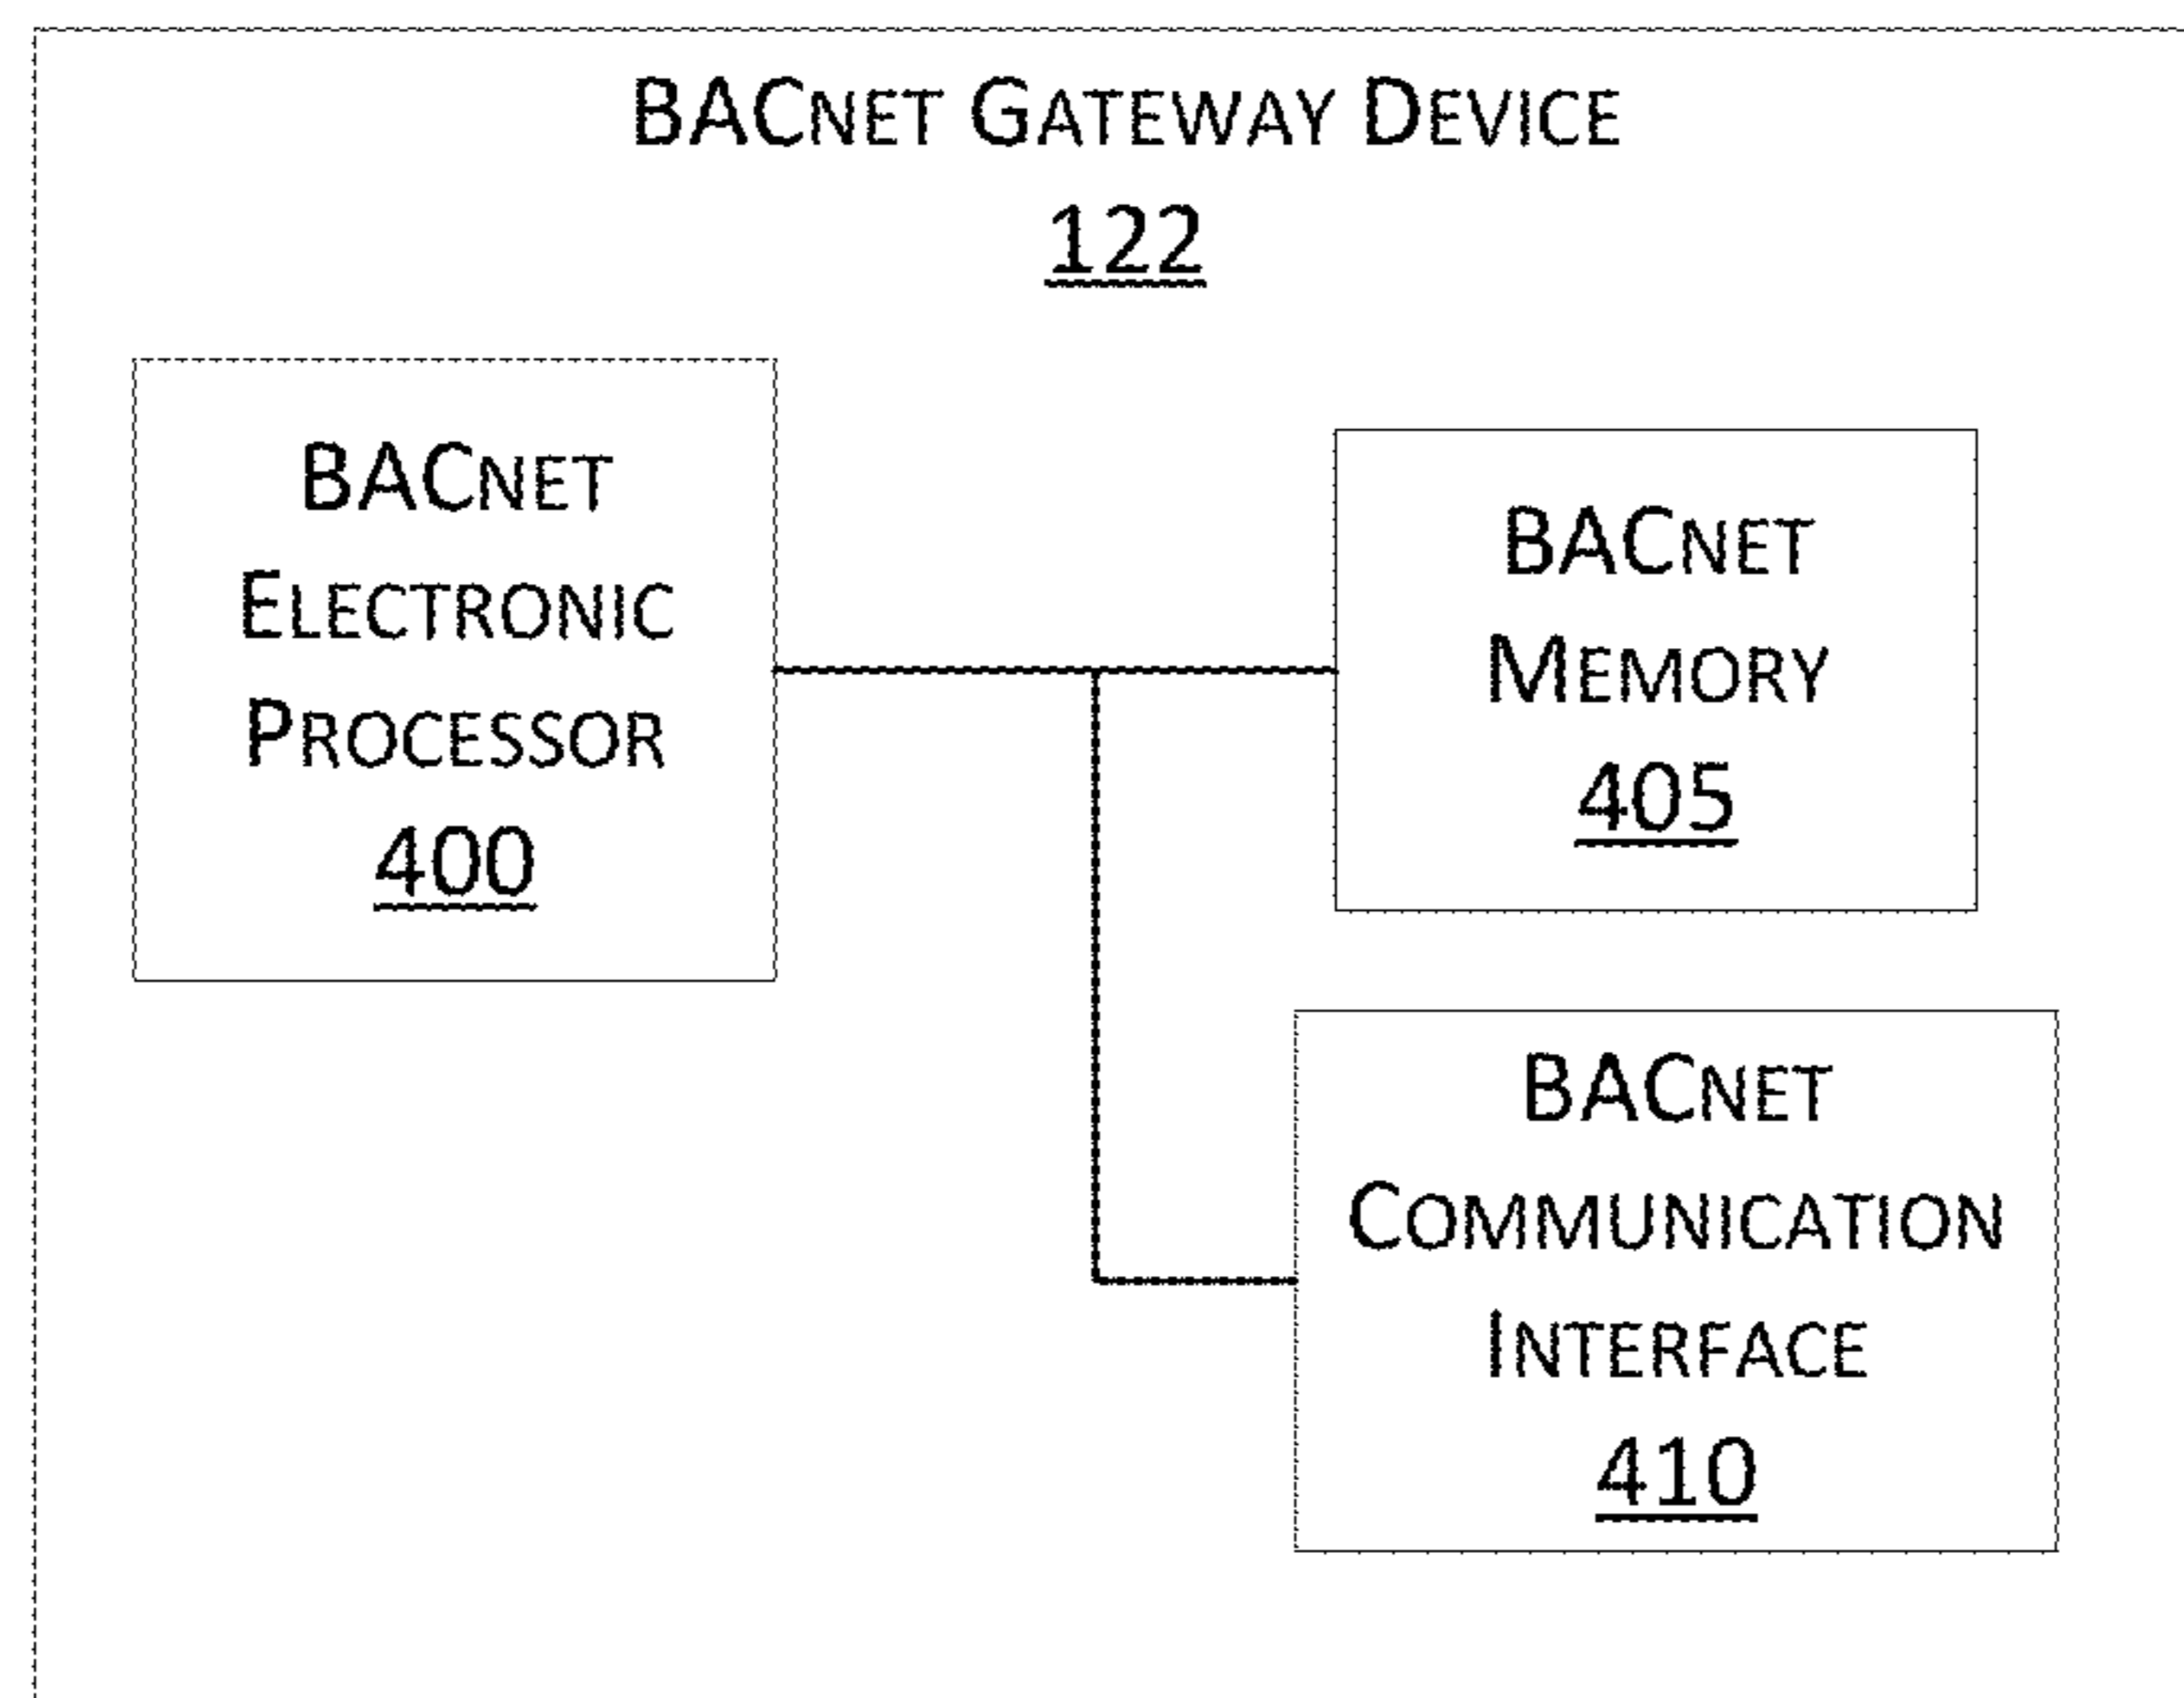 BACnet Gateway Device
122
BACnet
Electronic
Processor
400
BACnet
Memory
405
BACnet
Communication
Interface
410